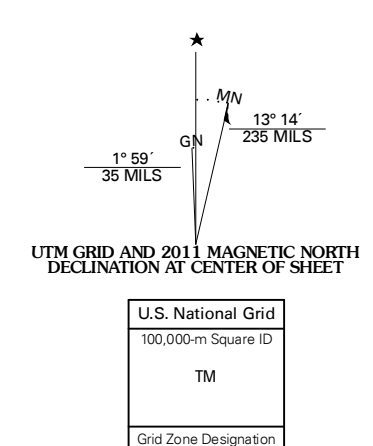 ★
MN
GN
13° 14´
235 MILS
1° 59´
35 MILS
UTM GRID AND 2011 MAGNETIC NORTH
DECLINATION AT CENTER OF SHEET
U.S. National Grid
100,000-m Square ID
TM
Grid Zone Designation